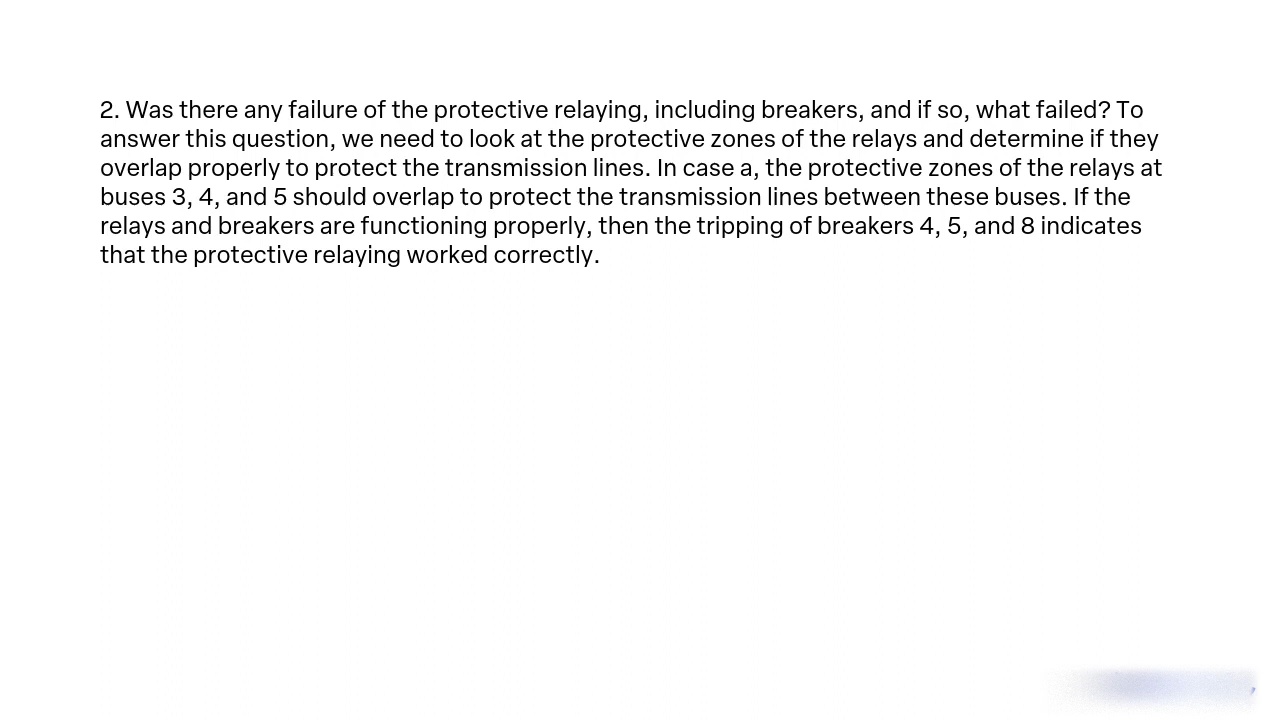 2. Was there any failure of the protective relaying, including breakers, and if so, what failed? To
answer this question, we need to look at the protective zones of the relays and determine if they
overlap properly to protect the transmission lines. In case a, the protective zones of the relays at
buses 3, 4, and 5 should overlap to protect the transmission lines between these buses. If the
relays and breakers are functioning properly, then the tripping of breakers 4, 5, and 8 indicates
that the protective relaying worked correctly.